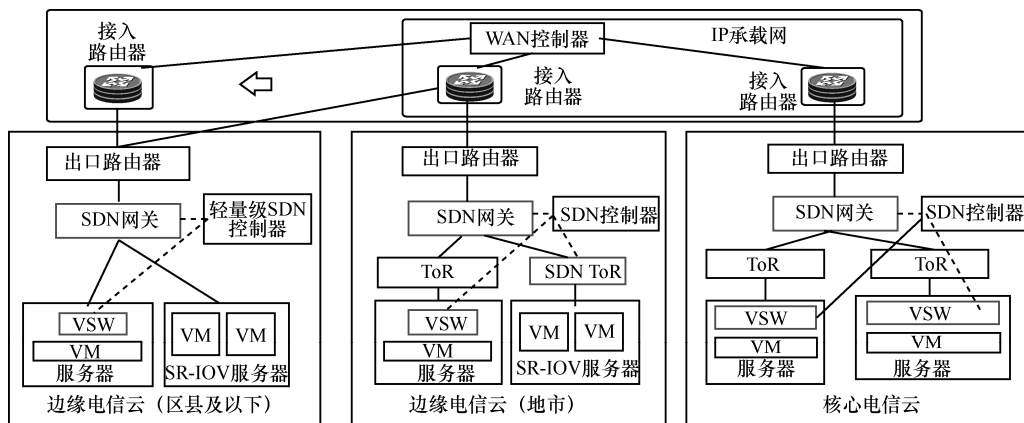 接入
路由器
WAN控制器
IP承载网
接入
路由器
接入
路由器
出口路由器
SDN网关
轻量级SDN
控制器
VSW
VM
服务器
VM
VM
SR-IOV服务器
边缘电信云（区县及以下）
出口路由器
SDN网关
SDN控制器
ToR
SDN ToR
VSW
VM
服务器
VM
VM
SR-IOV服务器
边缘电信云（地市）
出口路由器
SDN网关
SDN控制器
ToR
ToR
VSW
VM
服务器
VSW
VM
服务器
核心电信云